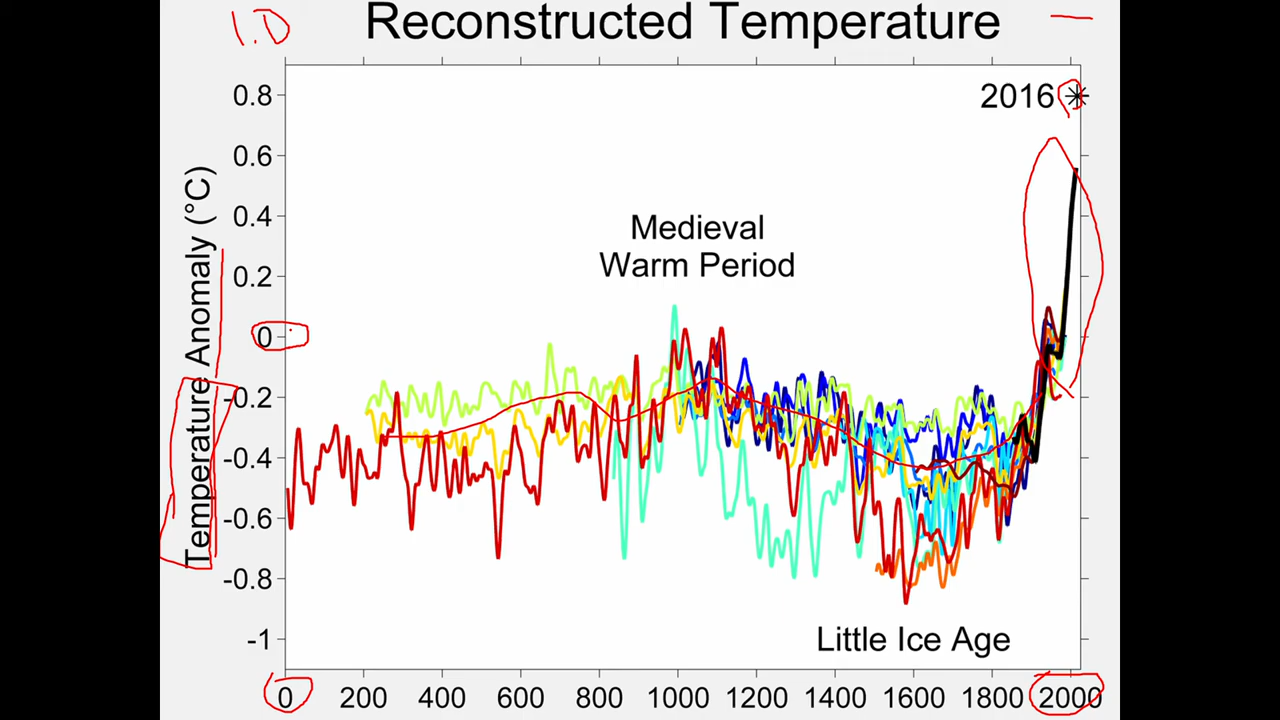 1.0
Reconstructed Temperature
0.8
2016
0.6
0.4
Medieval
Warm Period
0.2
0
-0.2
-0.4
-0.6
-0.8
-1
Temperature Anomaly (°C)
Little Ice Age
0 200 400 600 800 1000 1200 1400 1600 1800 2000